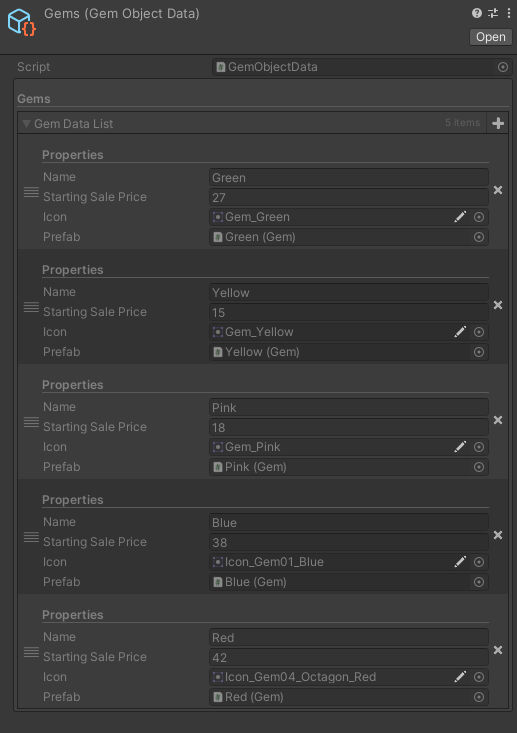 Gems (Gem Object Data)
Open
Script GemObjectData
Gems
Gem Data List 5 items
Properties
Name Green
Starting Sale Price 27
Icon Gem_Green
Prefab Green (Gem)
Properties
Name Yellow
Starting Sale Price 15
Icon Gem_Yellow
Prefab Yellow (Gem)
Properties
Name Pink
Starting Sale Price 18
Icon Gem_Pink
Prefab Pink (Gem)
Properties
Name Blue
Starting Sale Price 38
Icon Icon_Gem01_Blue
Prefab Blue (Gem)
Properties
Name Red
Starting Sale Price 42
Icon Icon_Gem04_Octagon_Red
Prefab Red (Gem)